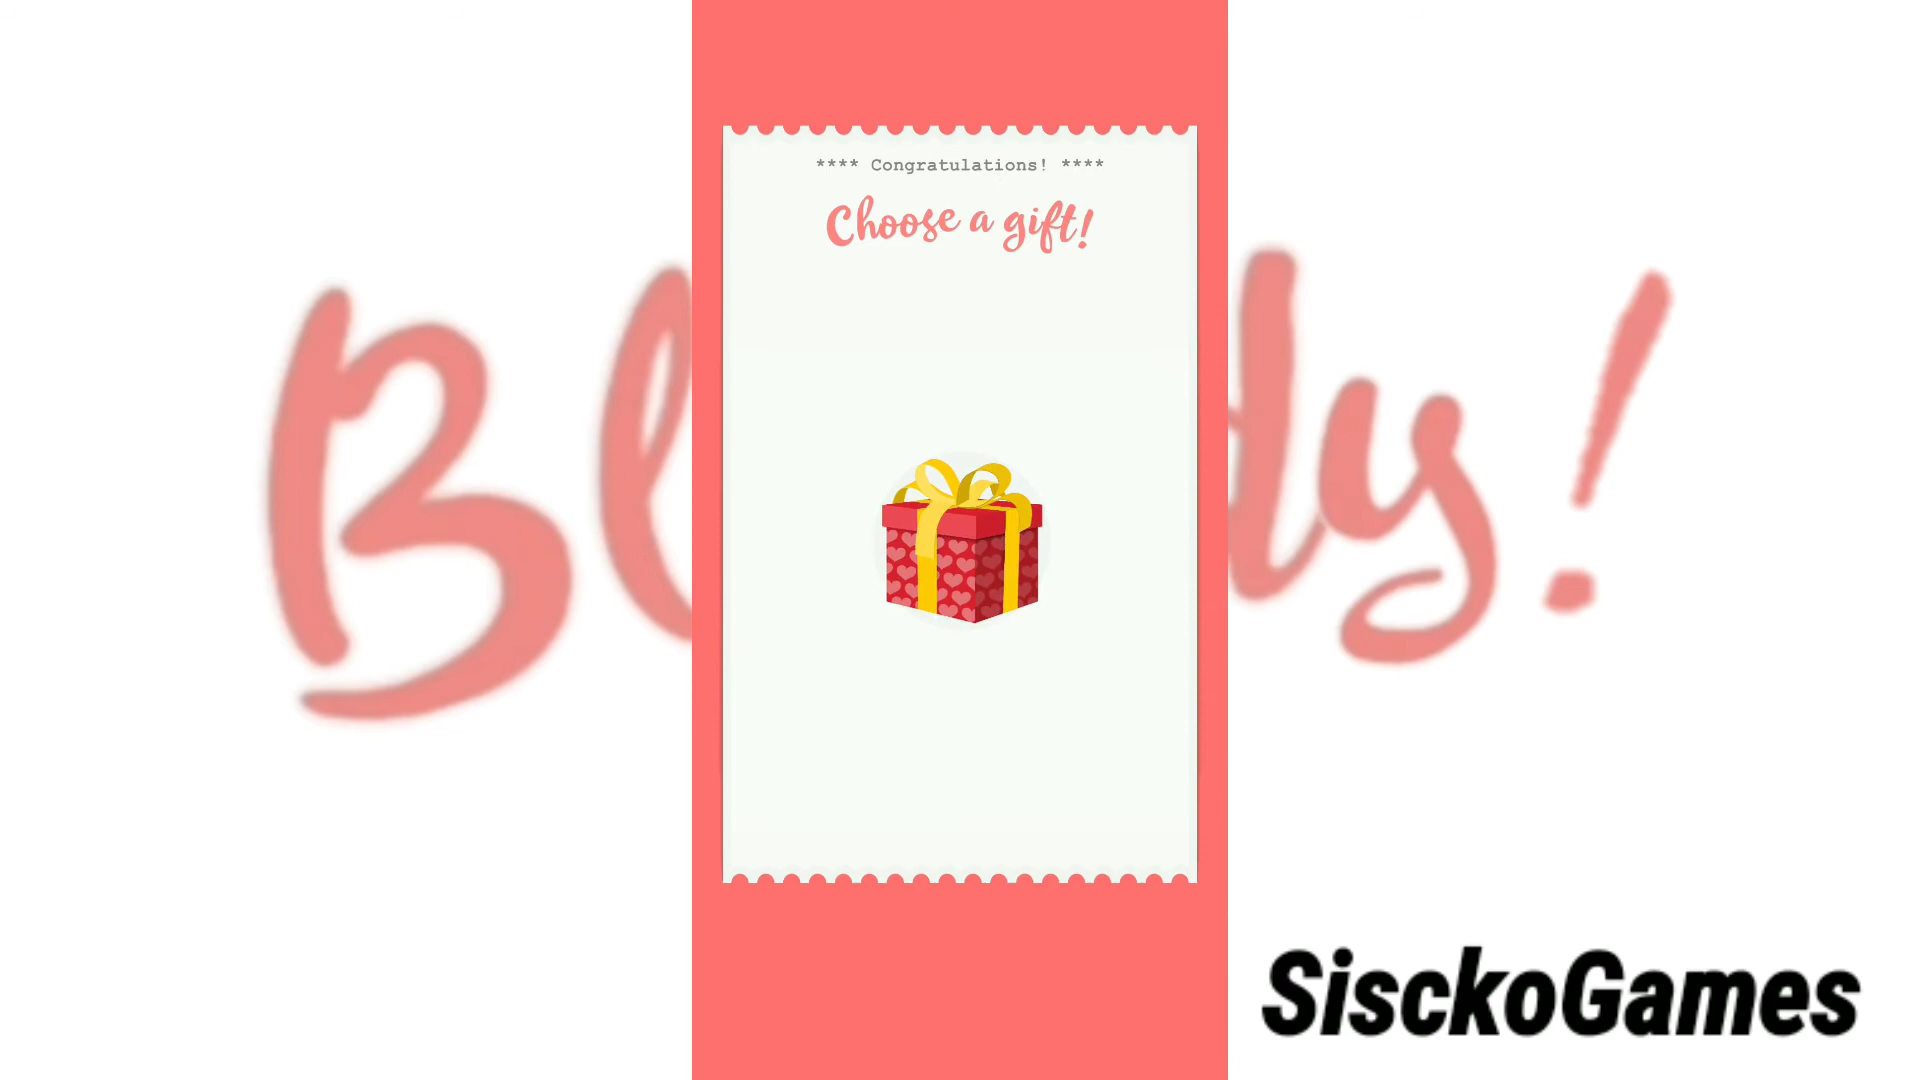 **** Congratulations! ****
Choose a gift!
SisckoGames